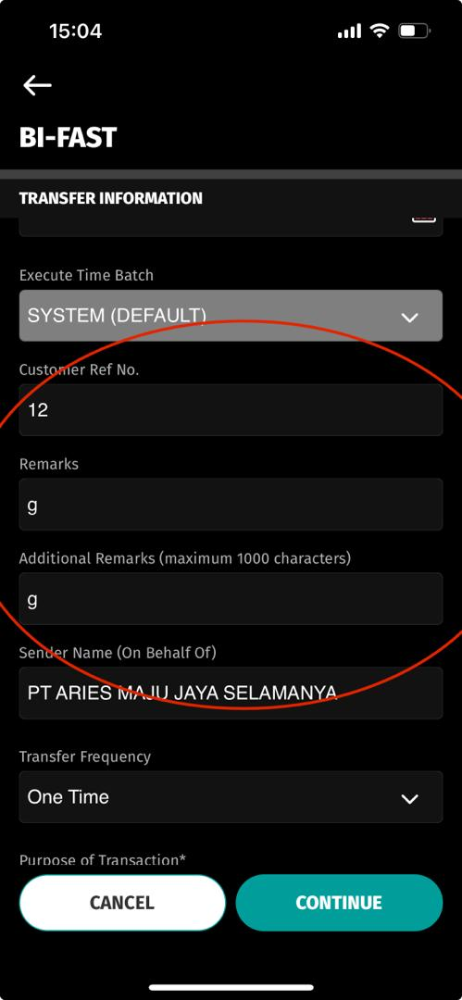 15:04
BI-FAST
TRANSFER INFORMATION
Execute Time Batch
SYSTEM (DEFAULT)
Customer Ref No.
12
Remarks
g
Additional Remarks (maximum 1000 characters)
g
Sender Name (On Behalf Of)
PT ARIES MAJU JAYA SELAMANYA
Transfer Frequency
One Time
Purpose of Transaction*
CANCEL
CONTINUE